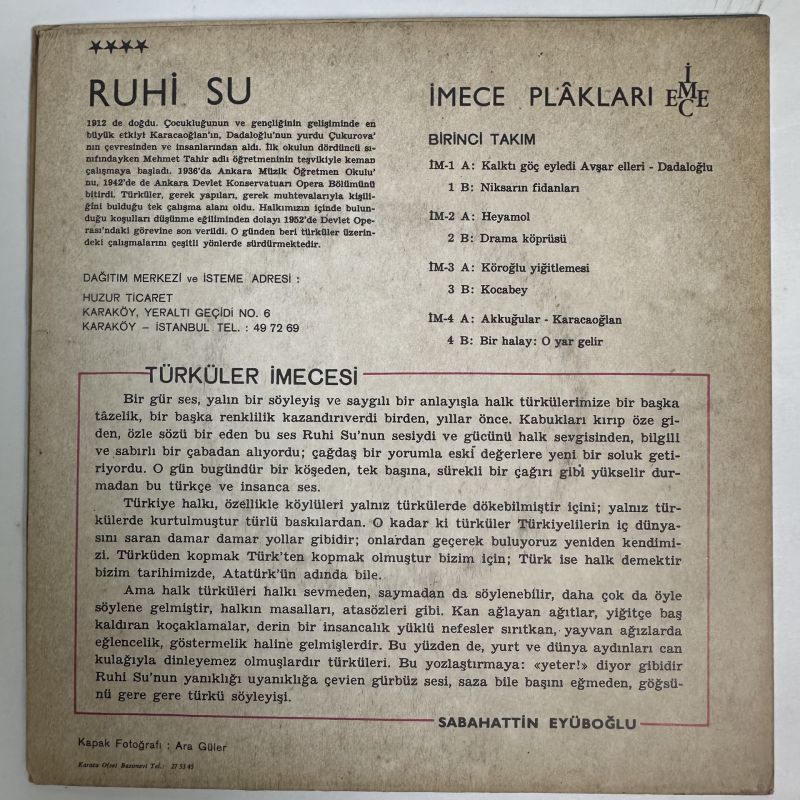 ★★★★
RUHİ SU
1912 de doğdu. Çocukluğunun ve gençliğinin gelişiminde en
büyük etkiyi Karacaoğlan'ın, Dadaloğlu'nun yurdu Çukurova'
nın çevresinden ve insanlarından aldı. İlk okulun dördüncü sı-
nıfındayken Mehmet Tahir adlı öğretmeninin teşvikiyle keman
çalışmaya başladı. 1936'da Ankara Müzik Öğretmen Okulu'
nu, 1942'de de Ankara Devlet Konservatuarı Opera Bölümünü
bitirdi. Türküler, gerek yapıları, gerek muhtevalarıyla kişili-
ğini bulduğu tek çalışma alanı oldu. Halkımızın içinde bulun-
duğu koşulları düşünme eğiliminden dolayı 1952'de Devlet Ope-
rası'ndaki görevine son verildi. O günden beri türküler üzerin-
deki çalışmalarını çeşitli yönlerde sürdürmektedir.
DAĞITIM MERKEZİ ve İSTEME ADRESİ :
HUZUR TİCARET
KARAKÖY, YERALTI GEÇİDİ NO. 6
KARAKÖY – İSTANBUL TEL. : 49 72 69
İMECE PLÂKLARI İMECE
BİRİNCİ TAKIM
İM-1 A: Kalktı göç eyledi Avşar elleri - Dadaloğlu
1 B: Niksarın fidanları
İM-2 A: Heyamol
2 B: Drama köprüsü
İM-3 A: Köroğlu yiğitlemesi
3 B: Kocabey
İM-4 A: Akkuğular - Karacaoğlan
4 B: Bir halay: O yar gelir
TÜRKÜLER İMECESİ
Bir gür ses, yalın bir söyleyiş ve saygılı bir anlayışla halk türkülerimize bir başka
tâzelik, bir başka renklilik kazandırıverdi birden, yıllar önce. Kabukları kırıp öze gi-
den, özle sözü bir eden bu ses Ruhi Su'nun sesiydi ve gücünü halk sevgisinden, bilgili
ve sabırlı bir çabadan alıyordu; çağdaş bir yorumla eski değerlere yeni bir soluk geti-
riyordu. O gün bugündür bir köşeden, tek başına, sürekli bir çağırı gibi yükselir dur-
madan bu türkçe ve insanca ses.
Türkiye halkı, özellikle köylüleri yalnız türkülerde dökebilmiştir içini; yalnız tür-
külerde kurtulmuştur türlü baskılardan. O kadar ki türküler Türkiyelilerin iç dünya-
sını saran damar damar yollar gibidir; onlardan geçerek buluyoruz yeniden kendimi-
zi. Türküden kopmak Türk'ten kopmak olmuştur bizim için; Türk ise halk demektir
bizim tarihimizde, Atatürk'ün adında bile.
Ama halk türküleri halkı sevmeden, saymadan da söylenebilir, daha çok da öyle
söylene gelmiştir, halkın masalları, atasözleri gibi. Kan ağlayan ağıtlar, yiğitçe baş
kaldıran koçaklamalar, derin bir insancalık yüklü nefesler sırıtkan, yayvan ağızlarda
eğlencelik, göstermelik haline gelmişlerdir. Bu yüzden de, yurt ve dünya aydınları can
kulağıyla dinleyemez olmuşlardır türküleri. Bu yozlaştırmaya: «yeter!» diyor gibidir
Ruhi Su'nun yanıklığı uyanıklığa çevien gürbüz sesi, saza bile başını eğmeden, göğsü-
nü gere gere türkü söyleyişi.
SABAHATTİN EYÜBOĞLU
Kapak Fotoğrafı : Ara Güler
Karaca Ofset Basımevi Tel.: 27 53 45